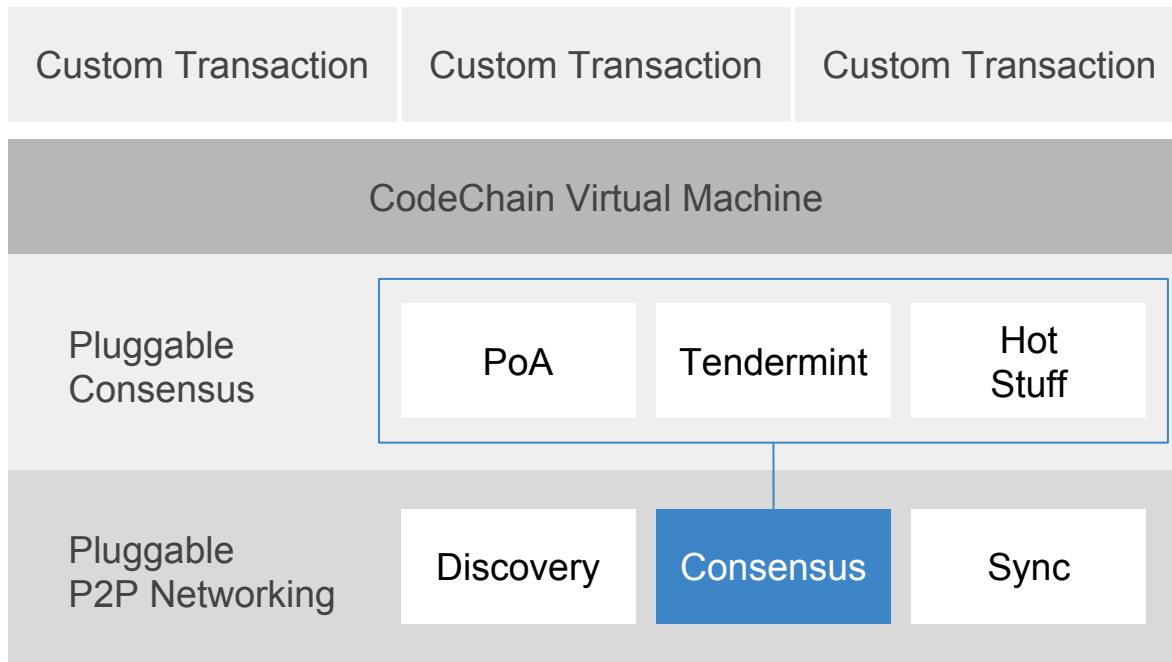 Custom Transaction
Custom Transaction
Custom Transaction
CodeChain Virtual Machine
Pluggable
Consensus
PoA
Tendermint
Hot
Stuff
Pluggable
P2P Networking
Discovery
Consensus
Sync